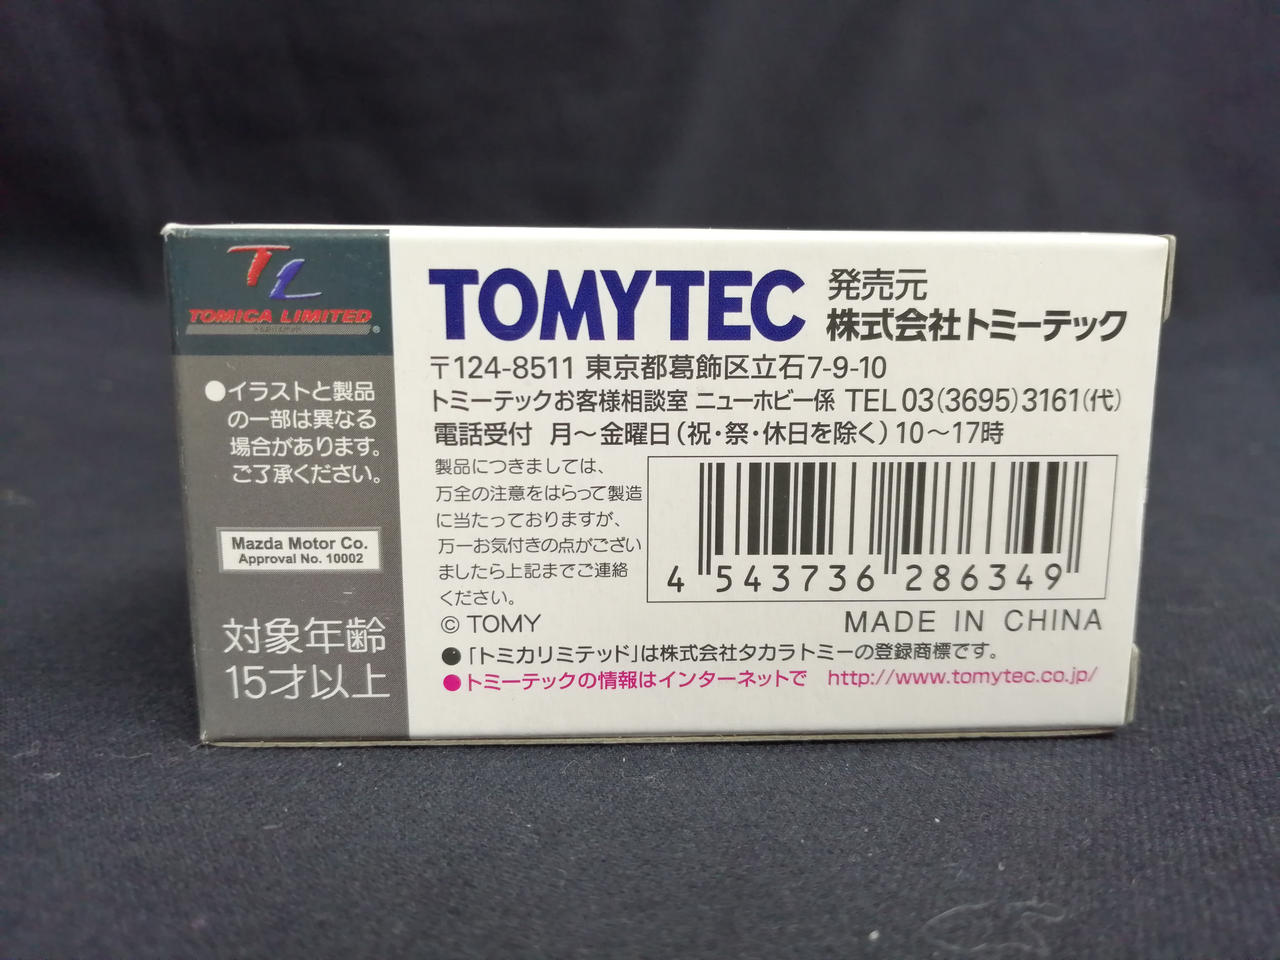 TL
TOMICA LIMITED
●イラストと製品
の一部は異なる
場合があります。
ご了承ください。
Mazda Motor Co.
Approval No. 10002
対象年齢
15才以上
TOMYTEC
発売元
株式会社トミーテック
〒124-8511 東京都葛飾区立石7-9-10
トミーテックお客様相談室 ニューホビー係 TEL 03(3695)3161(代)
電話受付 月～金曜日(祝・祭・休日を除く)10～17時
製品につきましては、
万全の注意をはらって製造
に当たっておりますが、
万一お気付きの点がござい
ましたら上記までご連絡
ください。
© TOMY
4 543736 286349
MADE IN CHINA
●「トミカリミテッド」は株式会社タカラトミーの登録商標です。
●トミーテックの情報はインターネットで http://www.tomytec.co.jp/